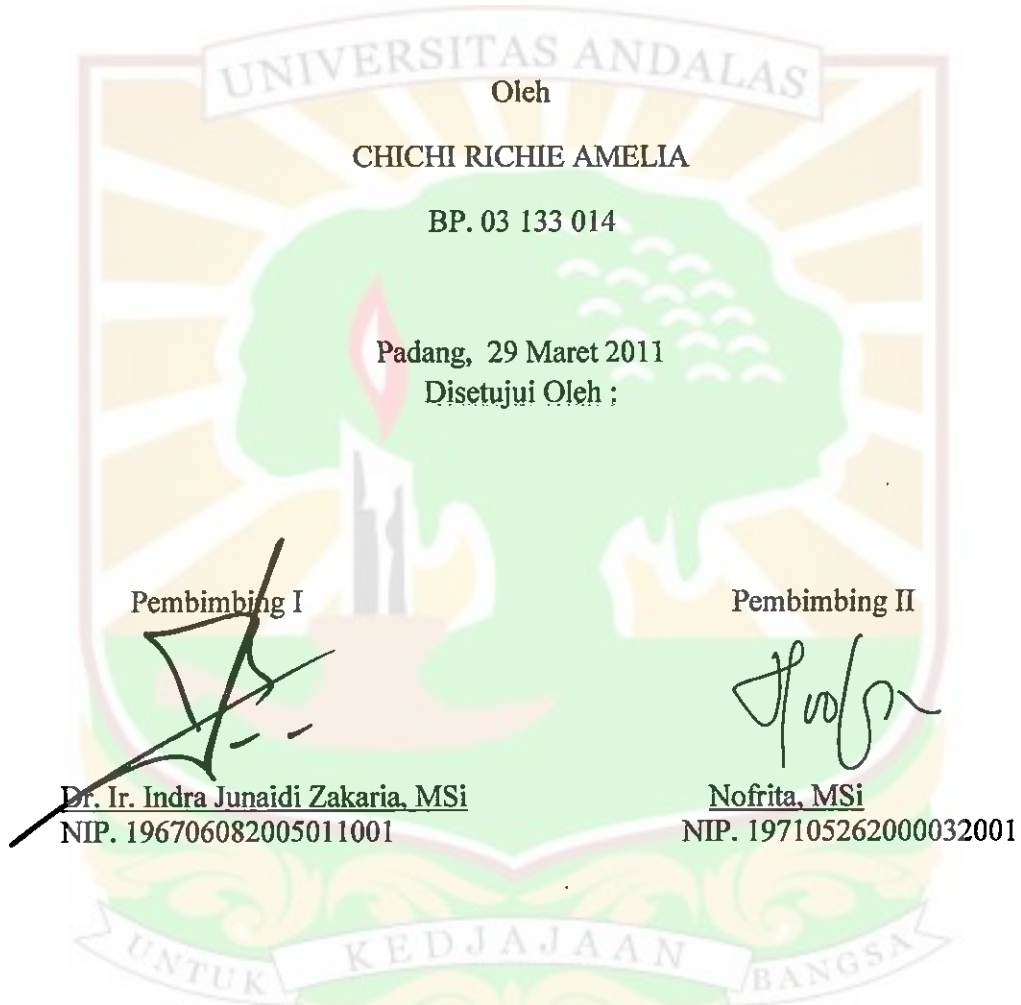 UNIVERSITAS ANDALAS
Oleh
CHICHI RICHIE AMELIA
BP. 03 133 014
Padang, 29 Maret 2011
Disetujui Oleh :
Pembimbing I
Pembimbing II
Dr. Ir. Indra Junaidi Zakaria, MSi
NIP. 196706082005011001
Nofrita, MSi
NIP. 197105262000032001
UNTUK KEDJAJAAN BANGSA